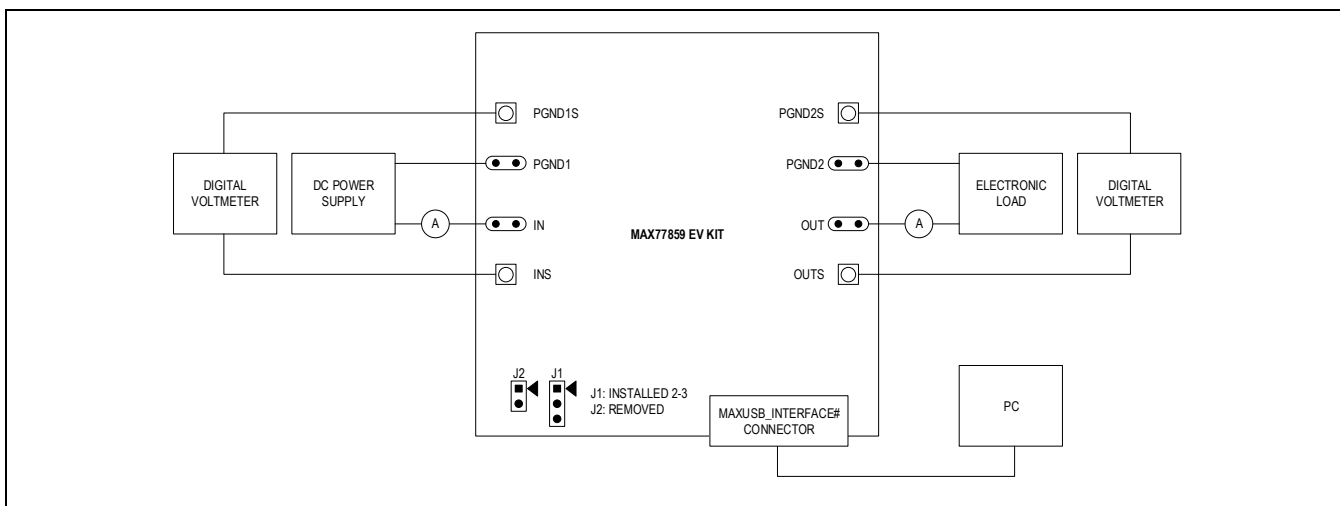 PGND1S
PGND2S
DIGITAL
VOLTMETER
DC POWER
SUPPLY
PGND1
PGND2
ELECTRONIC
LOAD
DIGITAL
VOLTMETER
A
IN
MAX77859 EV KIT
OUT
A
INS
OUTS
J2
J1
J1: INSTALLED 2-3
J2: REMOVED
MAXUSB_INTERFACE#
CONNECTOR
PC